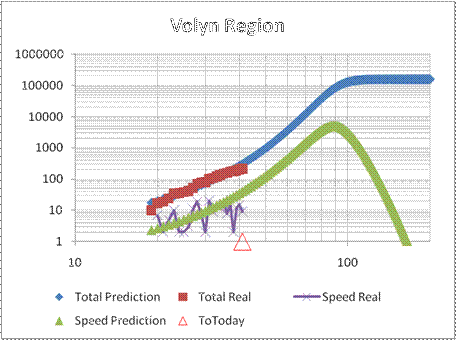 Volyn Region
1000000
100000
10000
1000
100
10
1
10 100
Total Prediction Total Real Speed Real
Speed Prediction ToToday